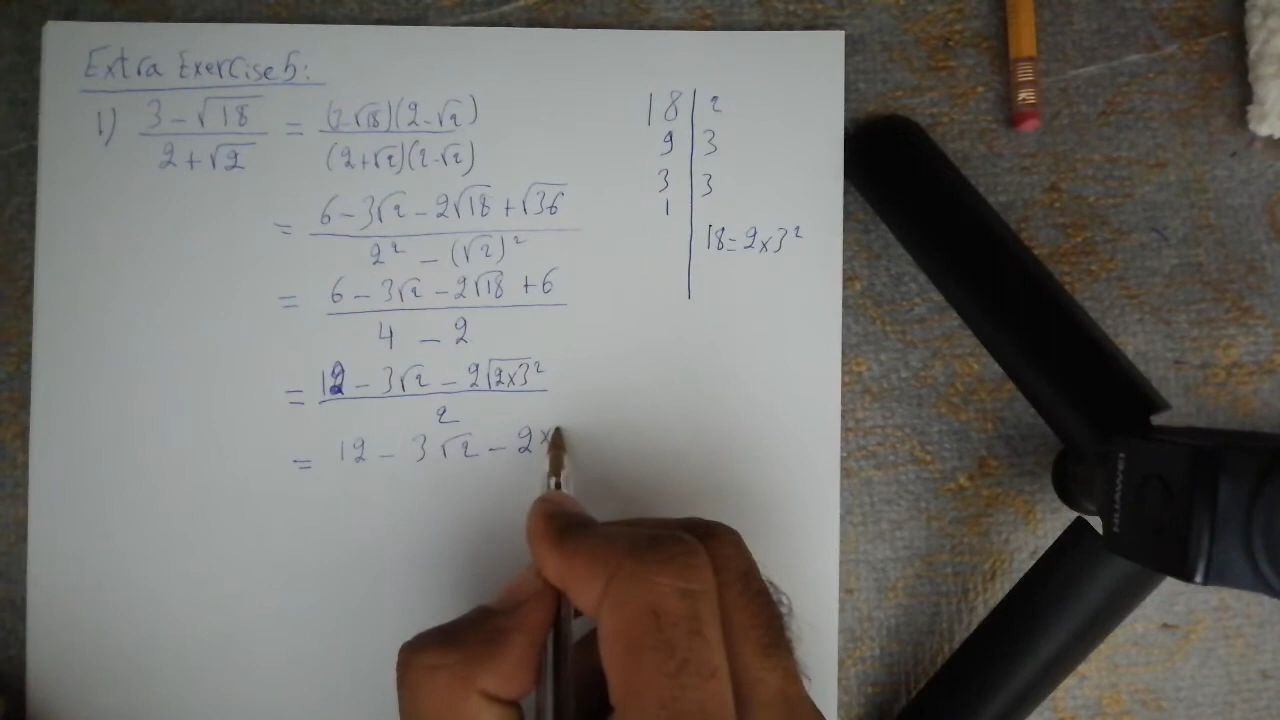 Extra Exercise 5:
1) 3 - √18 / 2 + √2 = (3-√18)(2-√2) / (2+√2)(2-√2)
= 6 - 3√2 - 2√18 + √36 / 2² - (√2)²
= 6 - 3√2 - 2√18 + 6 / 4 - 2
= 12 - 3√2 - 2√2x3² / 2
= 12 - 3√2 - 2x
18 | 2
9 | 3
3 | 3
1
18=2x3²
HUAWEI